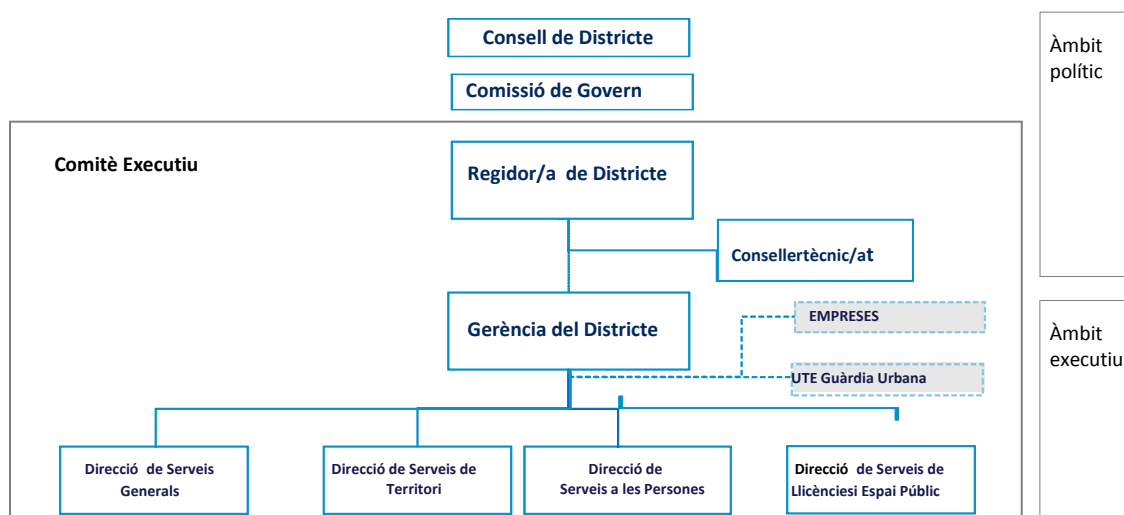 Consell de Districte
Àmbit
polític
Comissió de Govern
Comitè Executiu
Regidor/a de Districte
Consellertècnic/at
EMPRESES
Gerència del Districte
Àmbit
executiu
UTE Guàrdia Urbana
Direcció de Serveis
Generals
Direcció de Serveis de
Territori
Direcció de
Serveis a les Persones
Direcció de Serveis de
Llicènciesi Espai Públic